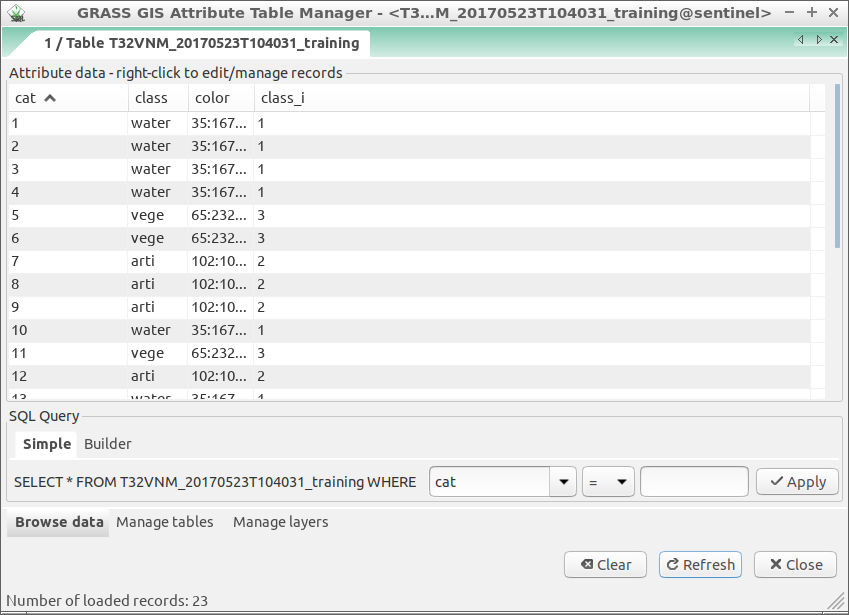 GRASS GIS Attribute Table Manager - <T3...M_20170523T104031_training@sentinel>
1 / Table T32VNM_20170523T104031_training
Attribute data - right-click to edit/manage records
cat class color class_i
1 water 35:167... 1
2 water 35:167... 1
3 water 35:167... 1
4 water 35:167... 1
5 vege 65:232... 3
6 vege 65:232... 3
7 arti 102:10... 2
8 arti 102:10... 2
9 arti 102:10... 2
10 water 35:167... 1
11 vege 65:232... 3
12 arti 102:10... 2
13 water 35:167... 1
SQL Query
Simple Builder
SELECT * FROM T32VNM_20170523T104031_training WHERE cat = Apply
Browse data Manage tables Manage layers
Clear Refresh Close
Number of loaded records: 23